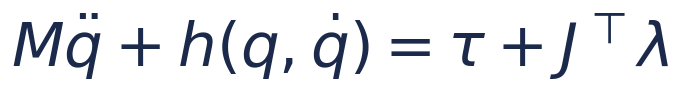 Mq̈ + h(q, q̇) = τ + J⊤λ